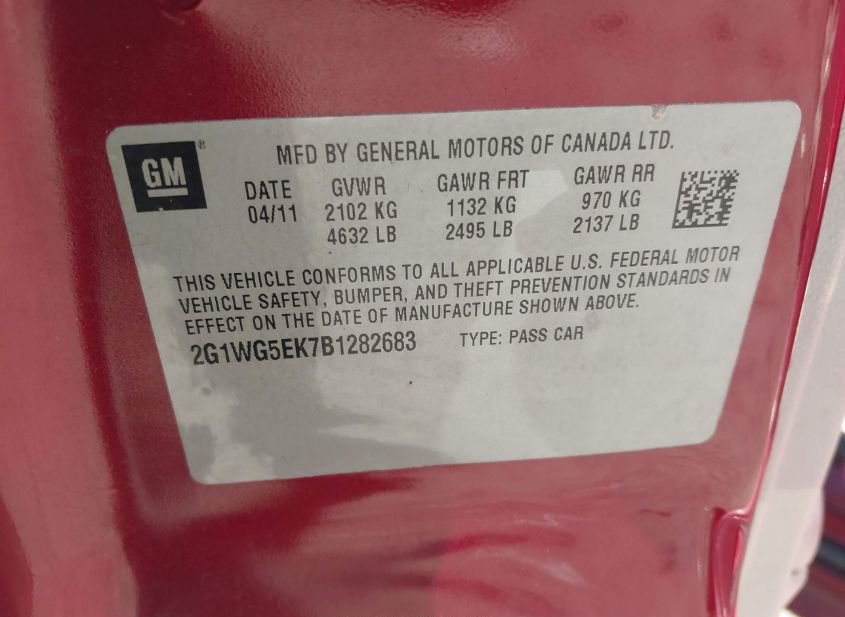 GM ®
MFD BY GENERAL MOTORS OF CANADA LTD.
DATE GVWR GAWR FRT GAWR RR
04/11 2102 KG 1132 KG 970 KG
4632 LB 2495 LB 2137 LB
THIS VEHICLE CONFORMS TO ALL APPLICABLE U.S. FEDERAL MOTOR
VEHICLE SAFETY, BUMPER, AND THEFT PREVENTION STANDARDS IN
EFFECT ON THE DATE OF MANUFACTURE SHOWN ABOVE.
2G1WG5EK7B1282683 TYPE: PASS CAR